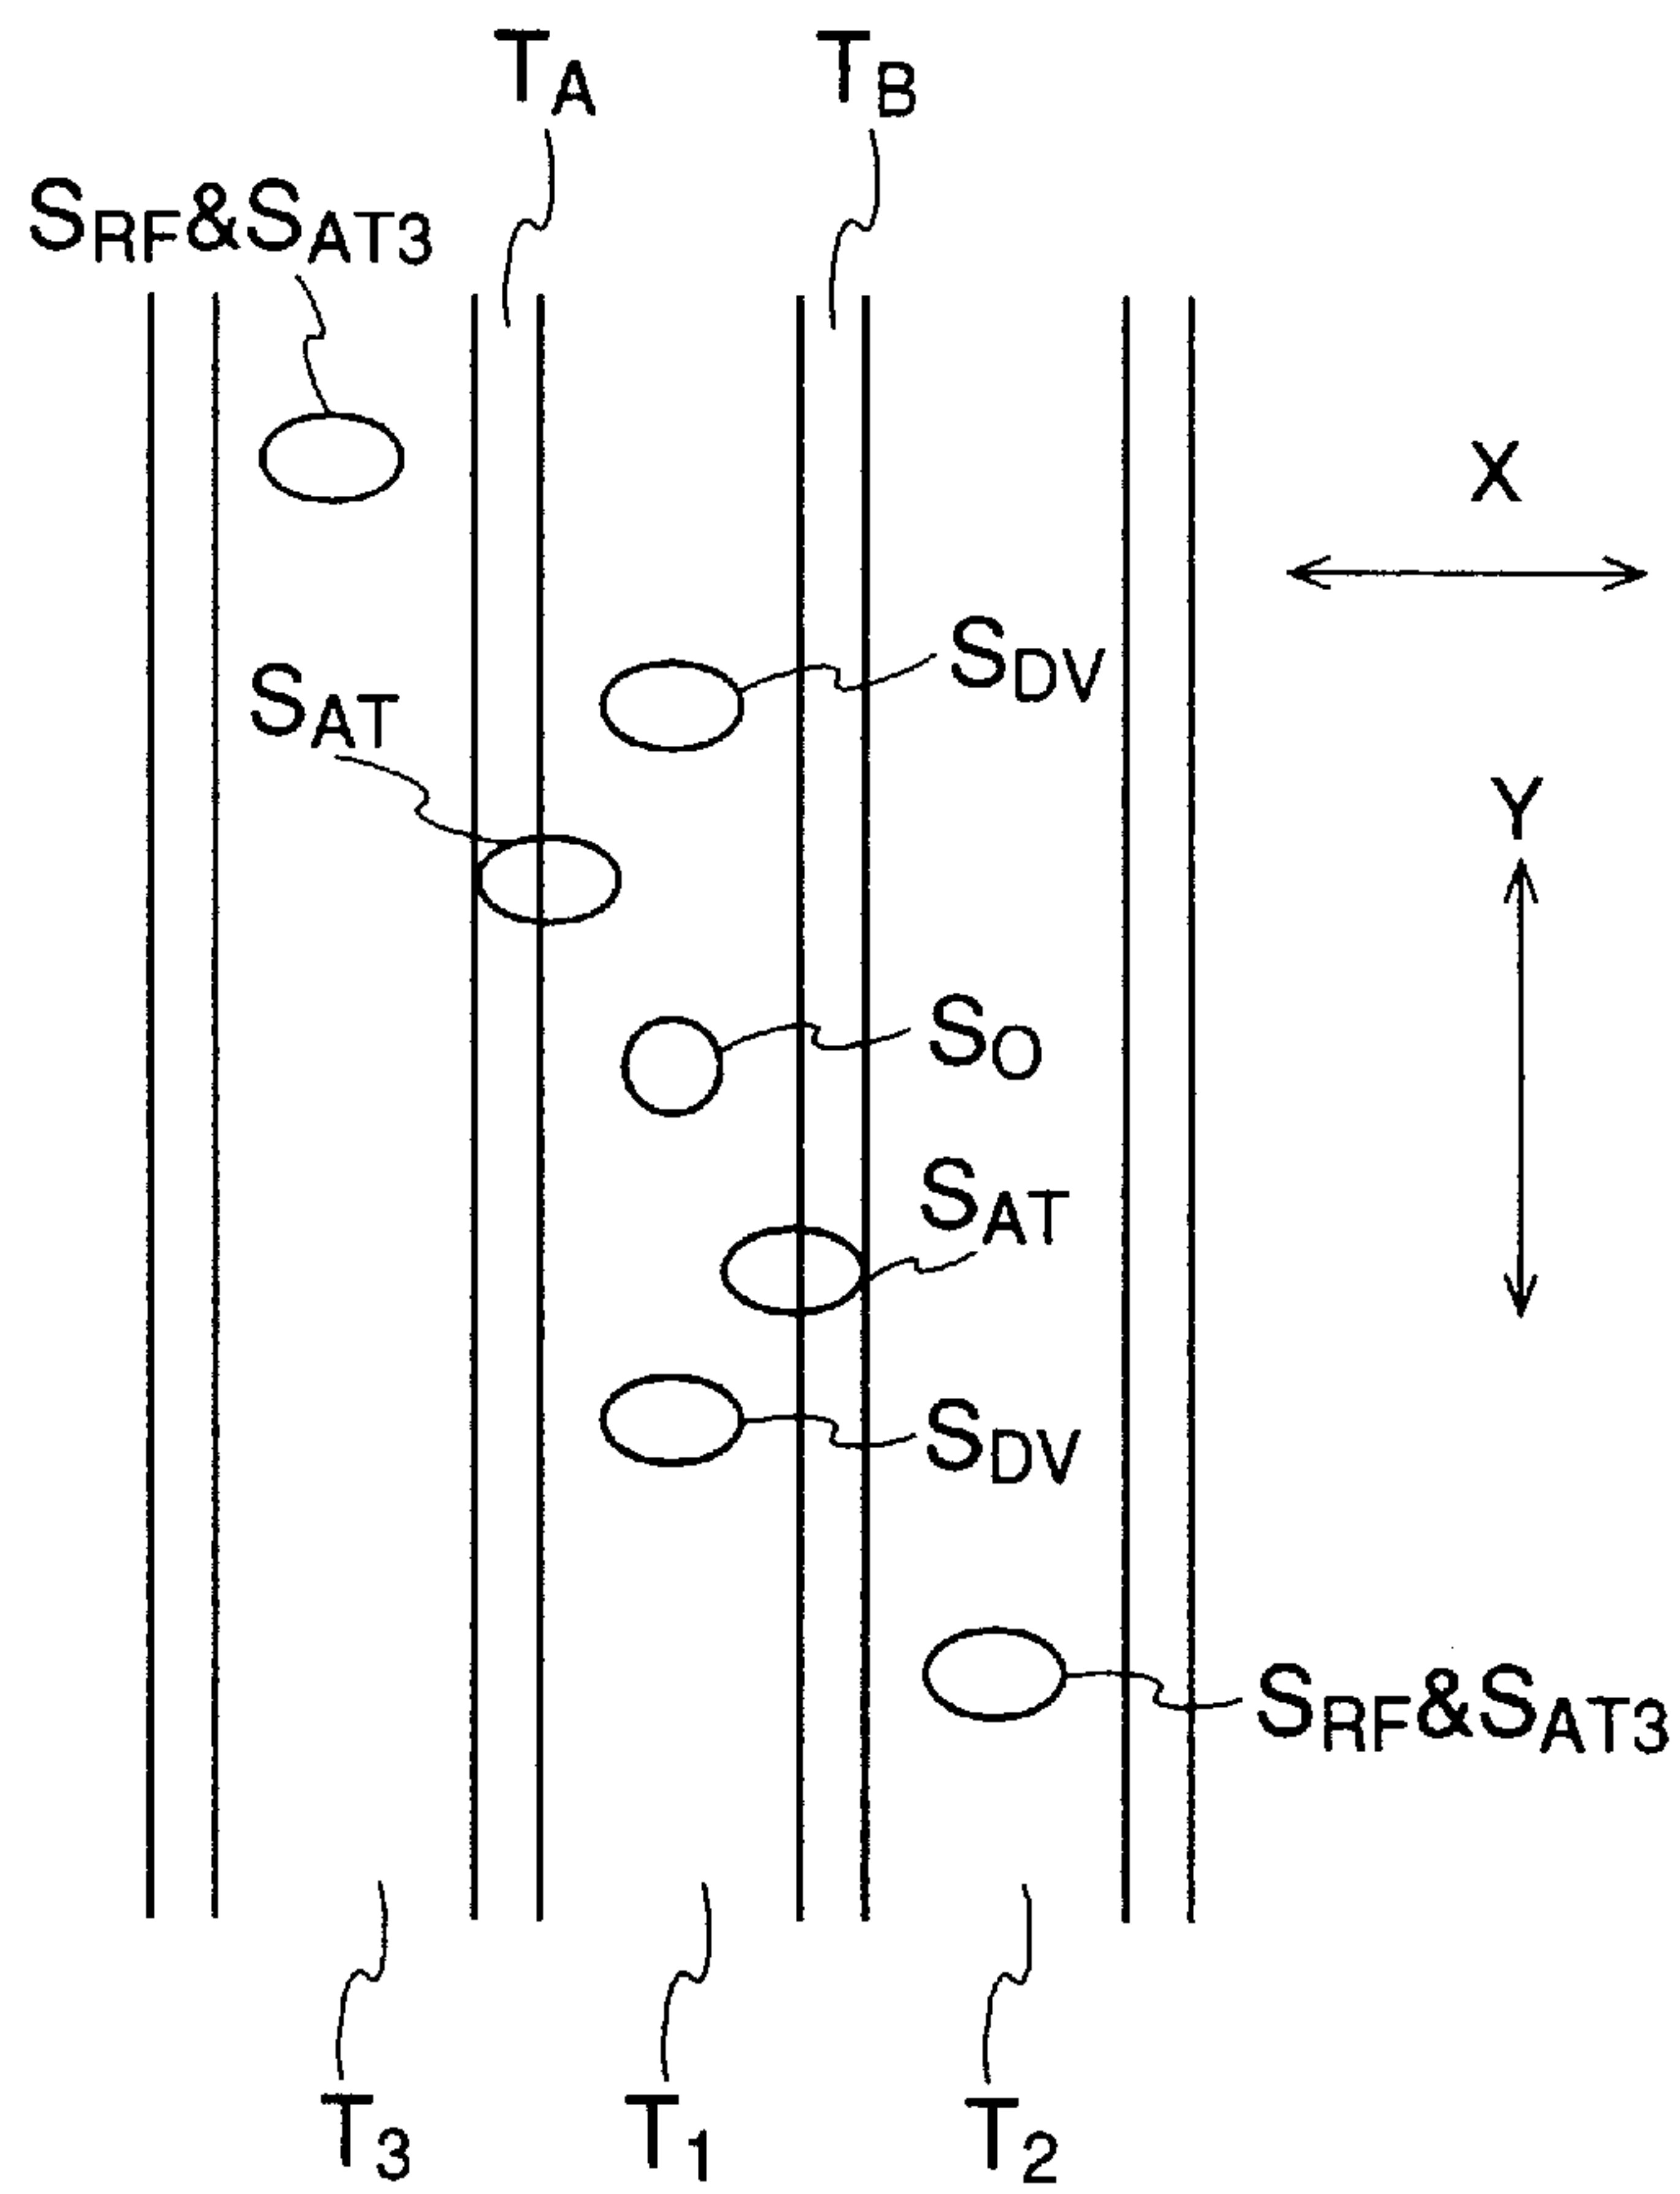 TA TB
SRF&SAT3
X
SDV
SAT
Y
SO
SAT
SDV
SRF&SAT3
T3 T1 T2